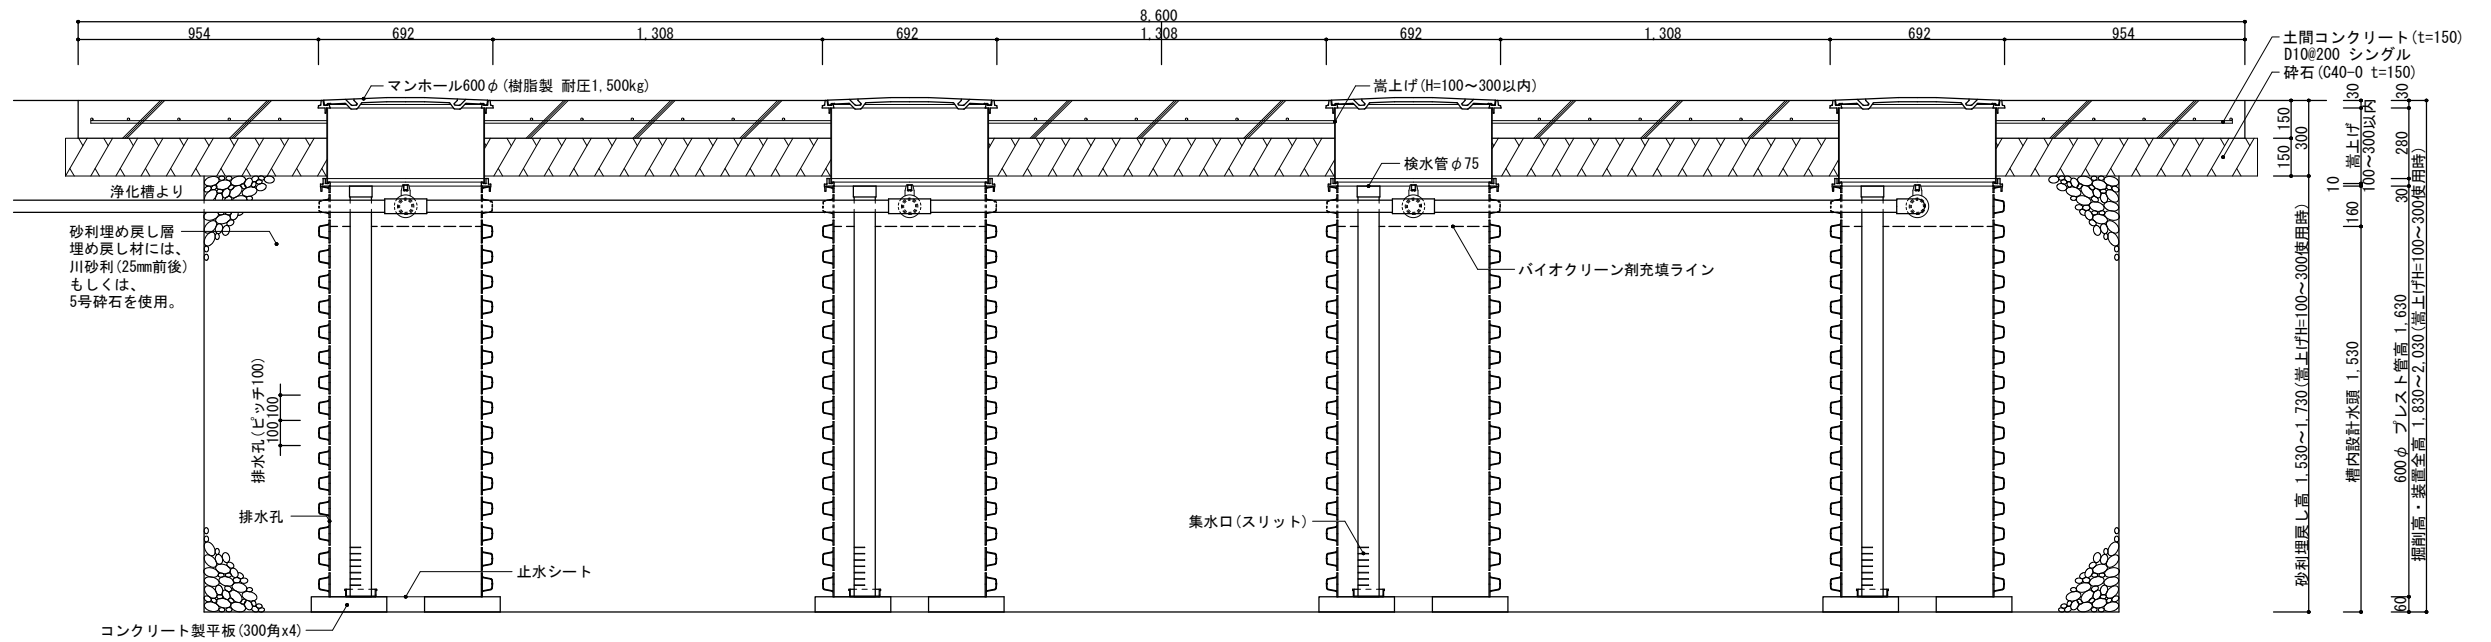 8,600
954
692
1,308
692
1,308
692
1,308
692
954
土間コンクリート(t=150)
D10@200 シングル
砕石(C40-0 t=150)
マンホール600φ(樹脂製 耐圧1,500kg)
嵩上げ(H=100～300以内)
検水管φ75
浄化槽より
砂利埋め戻し層
埋め戻し材には、
川砂利(25mm前後)
もしくは、
5号砕石を使用。
バイオクリーン剤充填ライン
排水孔(ピッチ100)
100,100
排水孔
集水口(スリット)
止水シート
コンクリート製平板(300角x4)
150 150
300
砂利埋戻し高 1,530～1,730(嵩上げH=100～300使用時)
30
嵩上げ
100～300以内
10
160
槽内設計水頭 1,530
30
280
30
600φ プレスト管高 1,630
60
掘削高・装置全高 1,830～2,030(嵩上げH=100～300使用時)